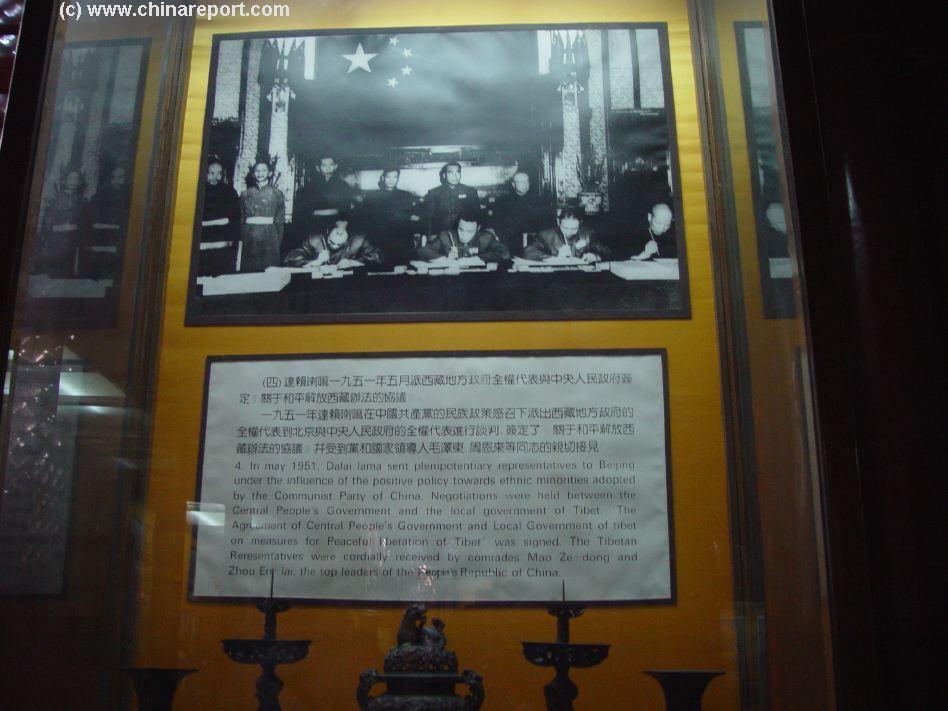 (c) www.chinareport.com
(四)達賴喇嘛一九五一年五月派西藏地方政府全權代表與中央人民政府簽
定《關于和平解放西藏辦法的協議》
一九五一年達賴喇嘛在中國共產黨的民族政策感召下派出西藏地方政府的
全權代表到北京與中央人民政府的全權代表進行談判、簽定了《關于和平解放西
藏辦法的協議》并受到黨和國家領導人毛澤東、周恩來等同志的親切接見
4. In may 1951, Dalai lama sent plenipotentiary representatives to Beijing
under the influence of the positive policy towards ethnic minorities adopted
by the Communist Party of China. Negotiations were held between the
Central People's Government and the local government of Tibet. The
Agreement of Central People's Government and Local Government of tibet
on measures for Peaceful liberation of Tibet" was signed. The Tibetan
Reresentatives were cordially received by comrades Mao Ze-dong and
Zhou En-lai, the top leaders of the People's Republic of China.